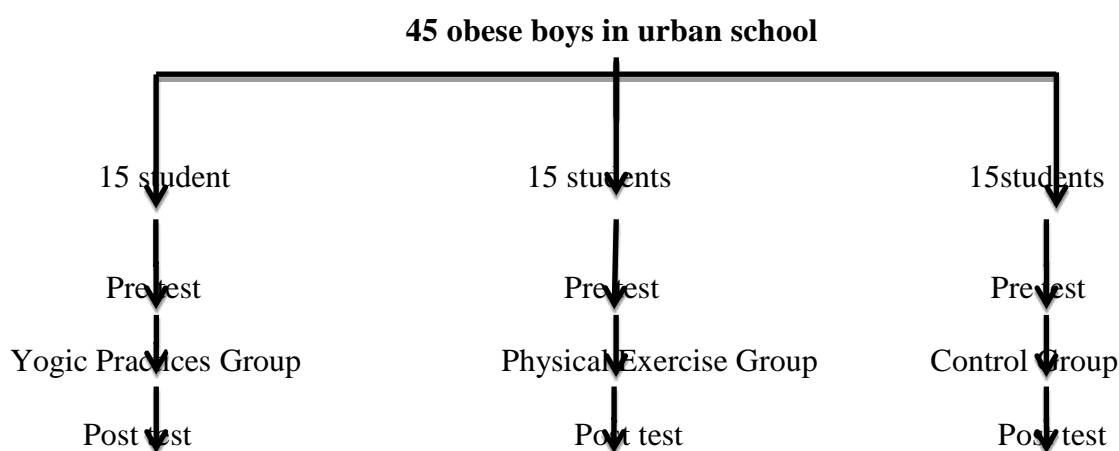 45 obese boys in urban school
15 student 15 students 15students
Pre test Pre test Pre test
Yogic Practices Group Physical Exercise Group Control Group
Post test Post test Post test